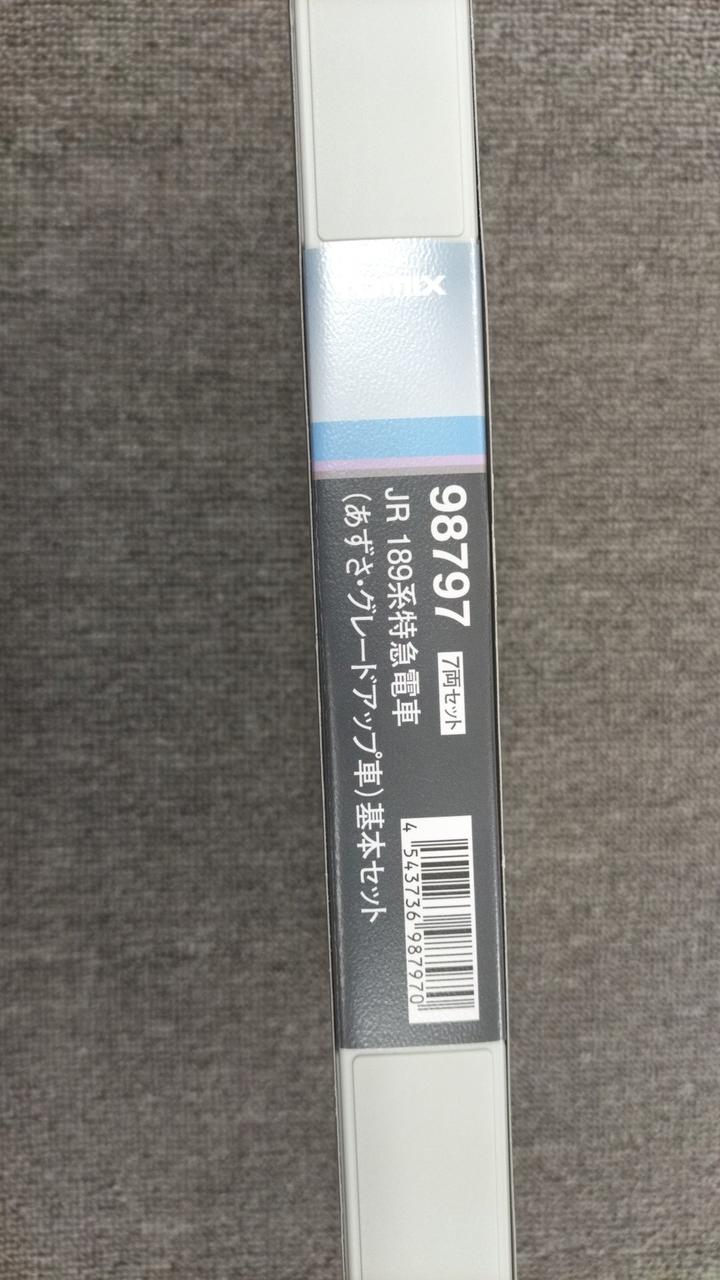 TOMIX
98797 7両セット
JR 189系特急電車
(あずさ・グレードアップ車)基本セット
4 543736 987970